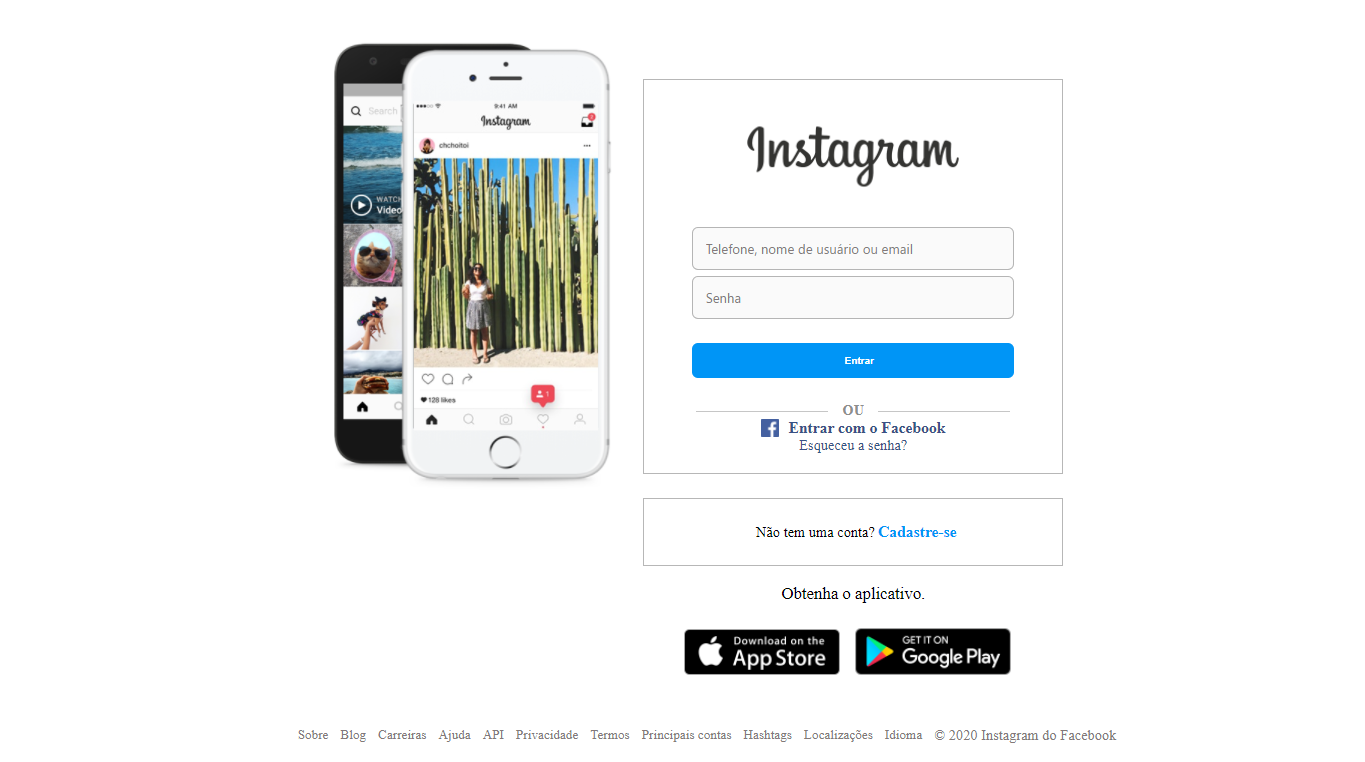 Search
WATCH
Video
9:41 AM
Instagram
2
chchoitoi
128 likes
1
Instagram
Telefone, nome de usuário ou email
Senha
Entrar
OU
Entrar com o Facebook
Esqueceu a senha?
Não tem uma conta? Cadastre-se
Obtenha o aplicativo.
Download on the
App Store
GET IT ON
Google Play
Sobre Blog Carreiras Ajuda API Privacidade Termos Principais contas Hashtags Localizações Idioma © 2020 Instagram do Facebook